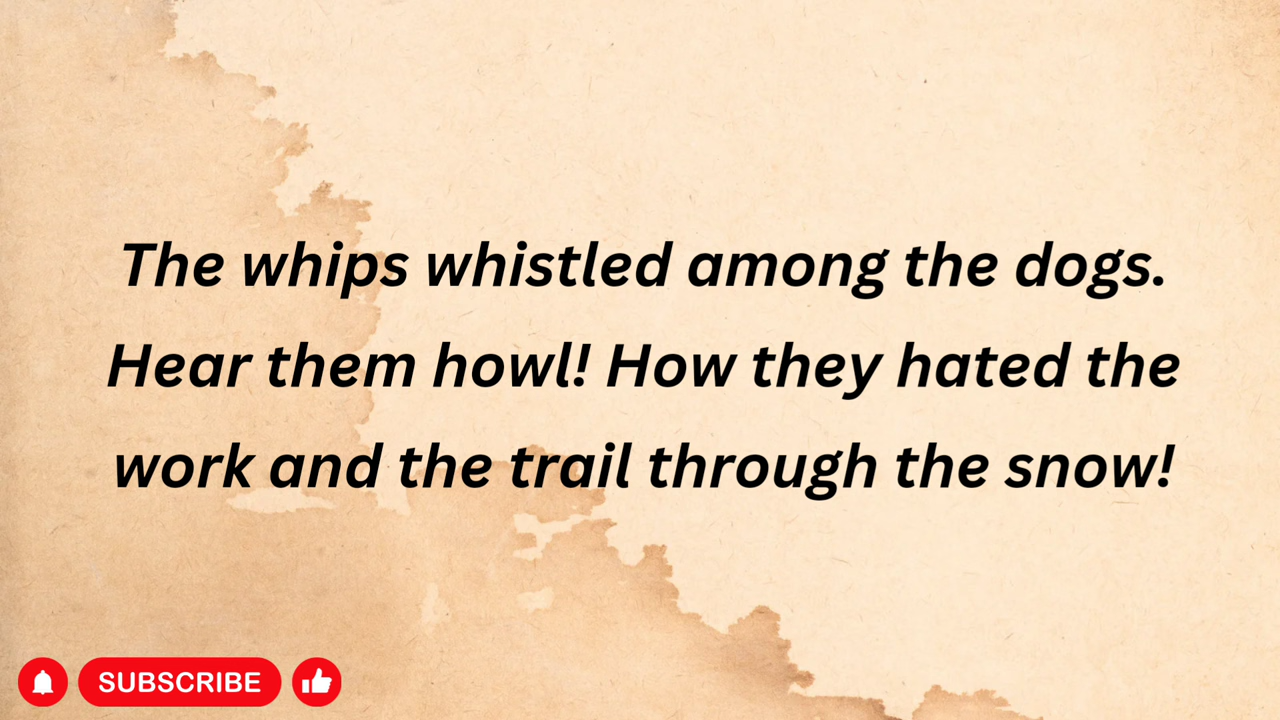 The whips whistled among the dogs.
Hear them howl! How they hated the
work and the trail through the snow!
SUBSCRIBE